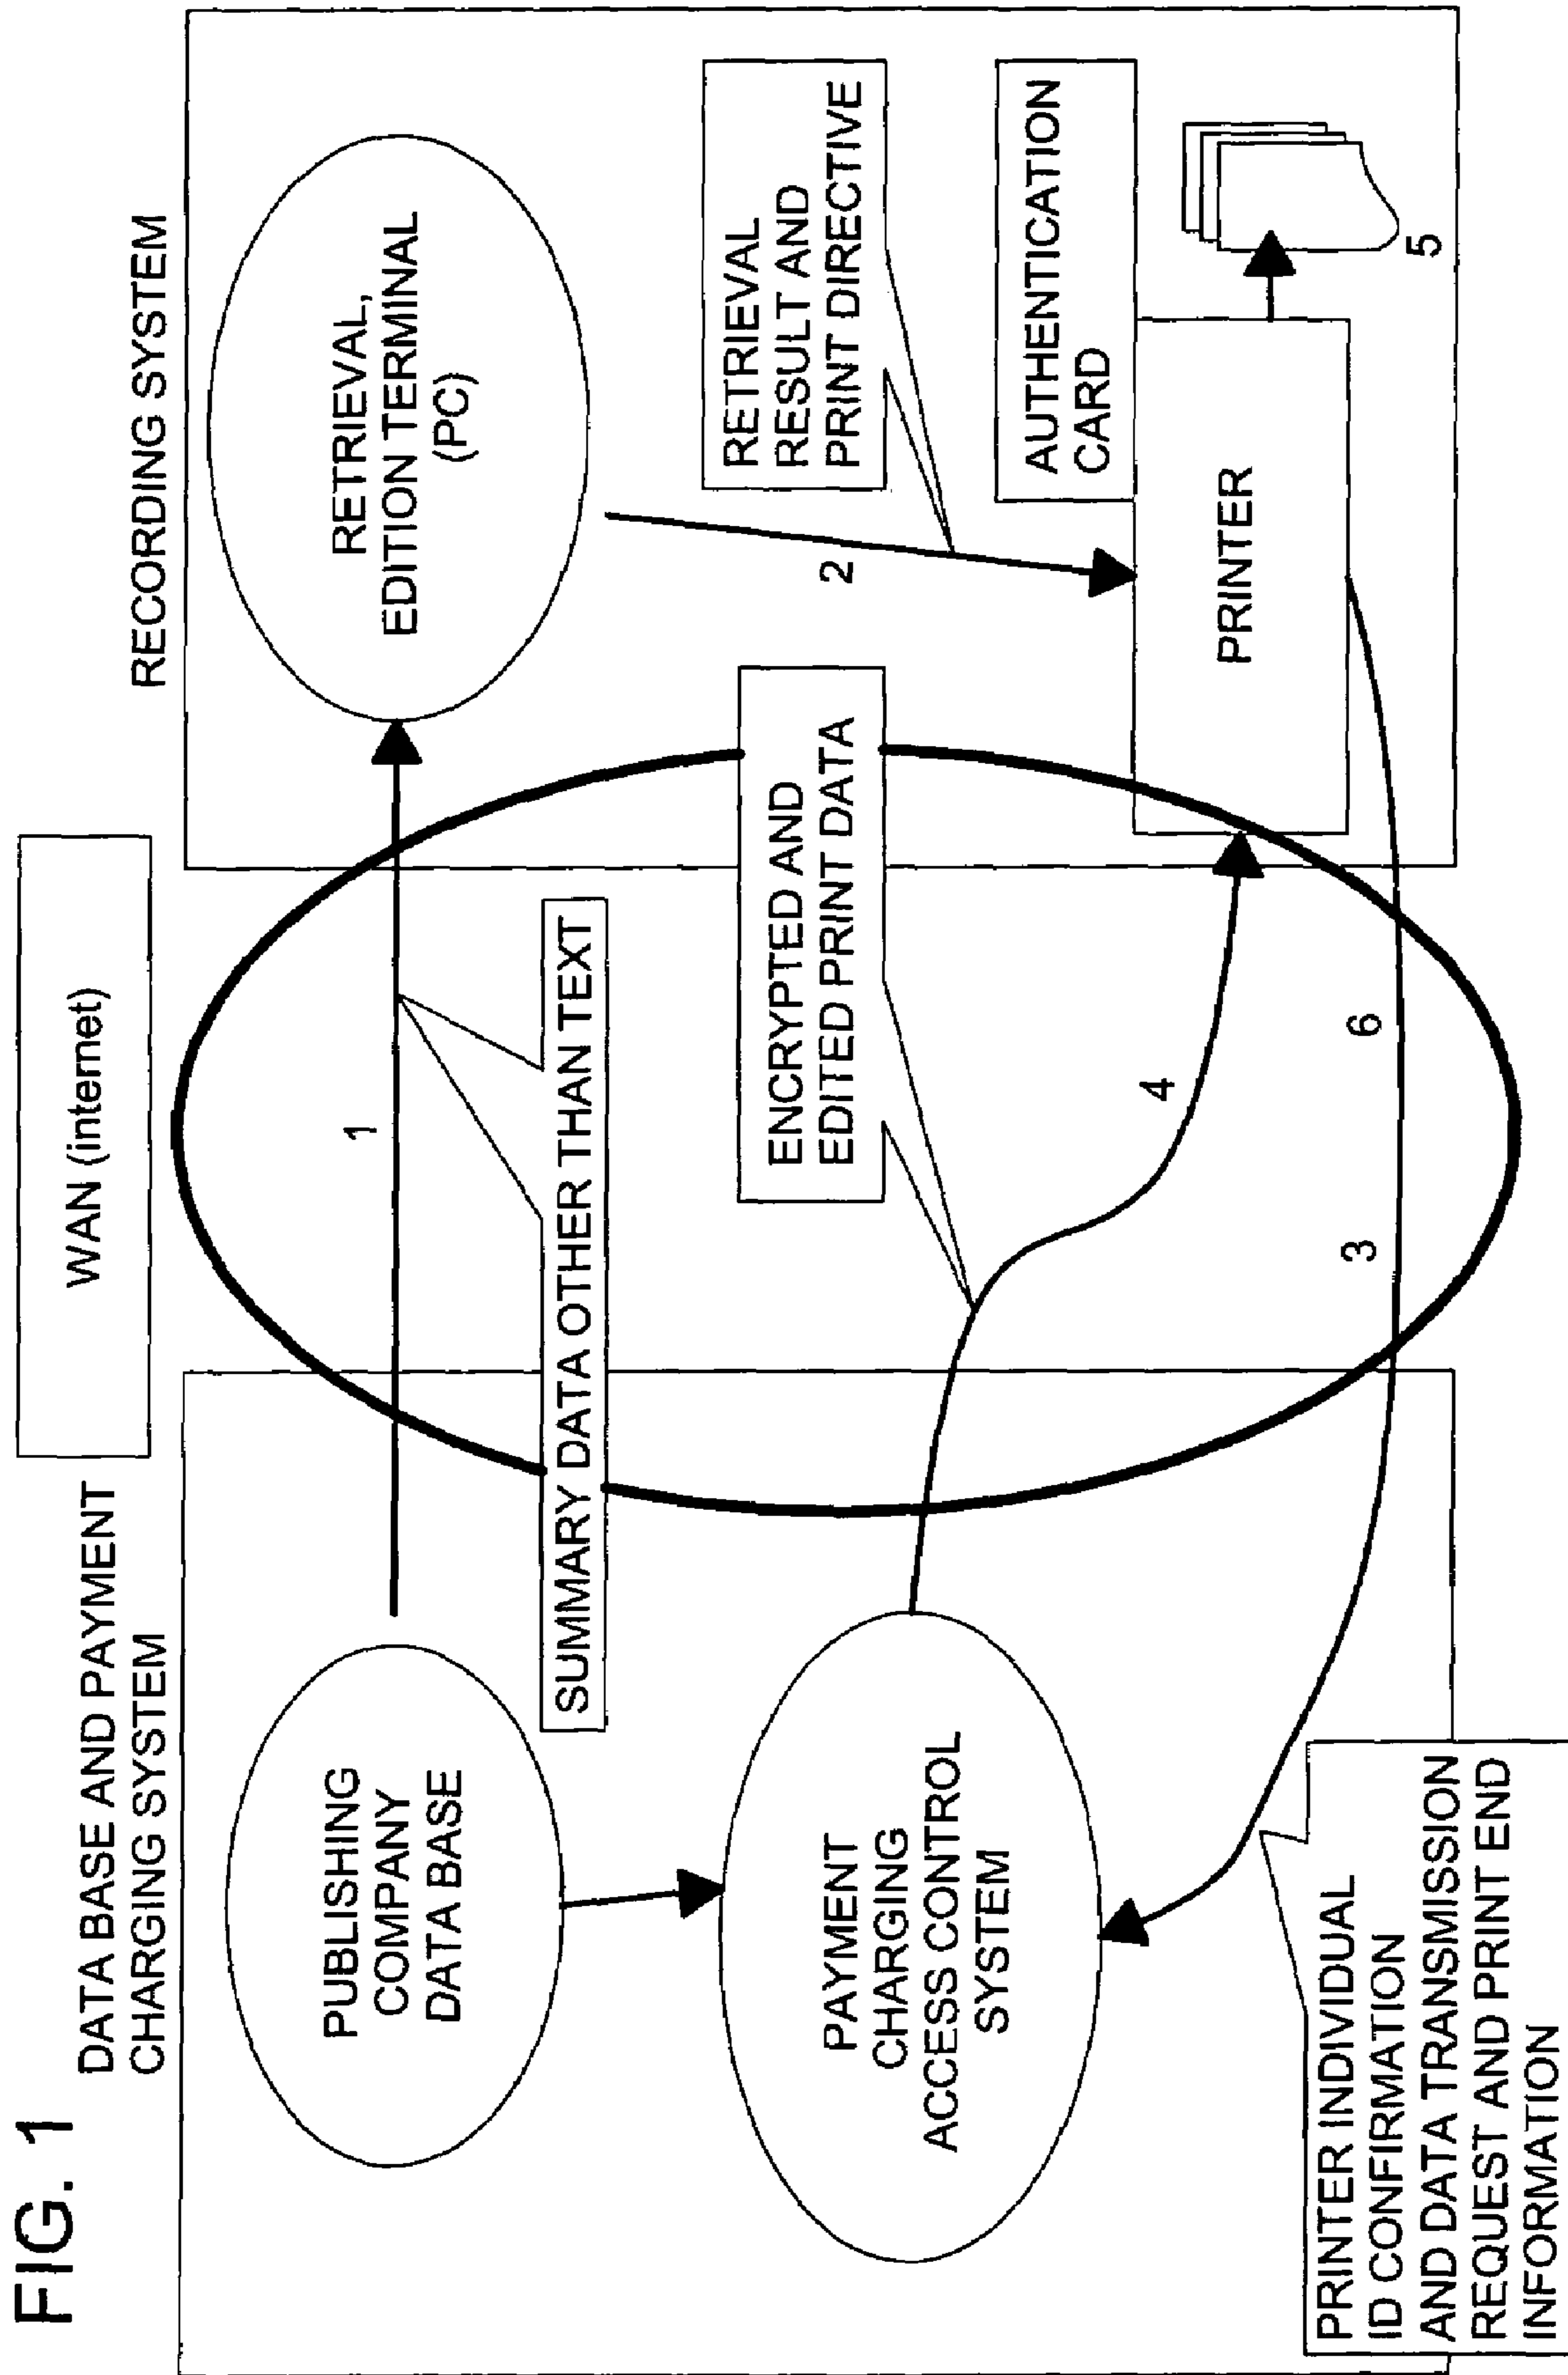 FIG. 1
DATA BASE AND PAYMENT
CHARGING SYSTEM
WAN (internet)
RECORDING SYSTEM
PUBLISHING
COMPANY
DATA BASE
1
RETRIEVAL,
EDITION TERMINAL
(PC)
SUMMARY DATA OTHER THAN TEXT
2
RETRIEVAL
RESULT AND
PRINT DIRECTIVE
ENCRYPTED AND
EDITED PRINT DATA
PAYMENT
CHARGING
ACCESS CONTROL
SYSTEM
4
AUTHENTICATION
CARD
PRINTER
5
3
6
PRINTER INDIVIDUAL
ID CONFIRMATION
AND DATA TRANSMISSION
REQUEST AND PRINT END
INFORMATION